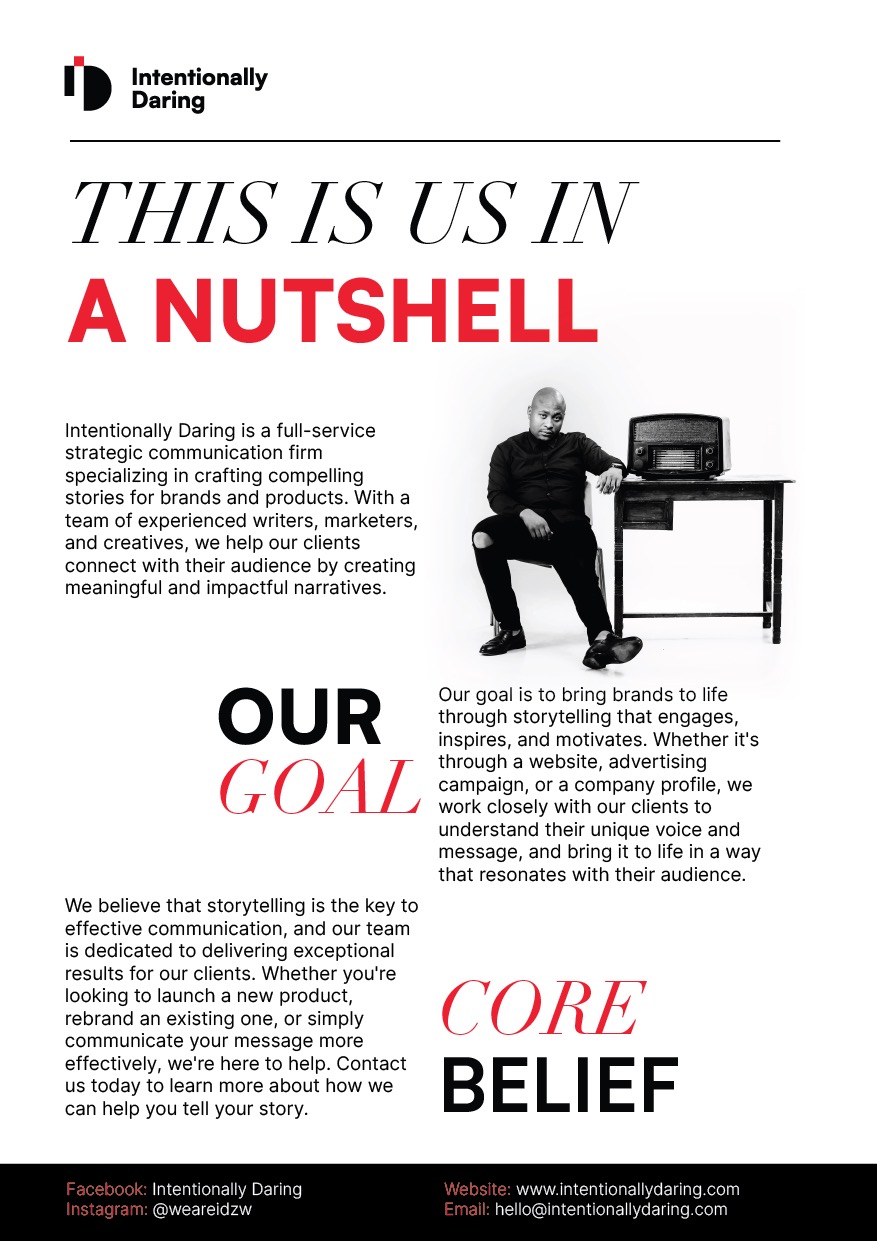 Intentionally
Daring
THIS IS US IN
A NUTSHELL
Intentionally Daring is a full-service
strategic communication firm
specializing in crafting compelling
stories for brands and products. With a
team of experienced writers, marketers,
and creatives, we help our clients
connect with their audience by creating
meaningful and impactful narratives.
OUR
GOAL
Our goal is to bring brands to life
through storytelling that engages,
inspires, and motivates. Whether it's
through a website, advertising
campaign, or a company profile, we
work closely with our clients to
understand their unique voice and
message, and bring it to life in a way
that resonates with their audience.
We believe that storytelling is the key to
effective communication, and our team
is dedicated to delivering exceptional
results for our clients. Whether you're
looking to launch a new product,
rebrand an existing one, or simply
communicate your message more
effectively, we're here to help. Contact
us today to learn more about how we
can help you tell your story.
CORE
BELIEF
Facebook: Intentionally Daring
Instagram: @weareidzw
Website: www.intentionallydaring.com
Email: hello@intentionallydaring.com